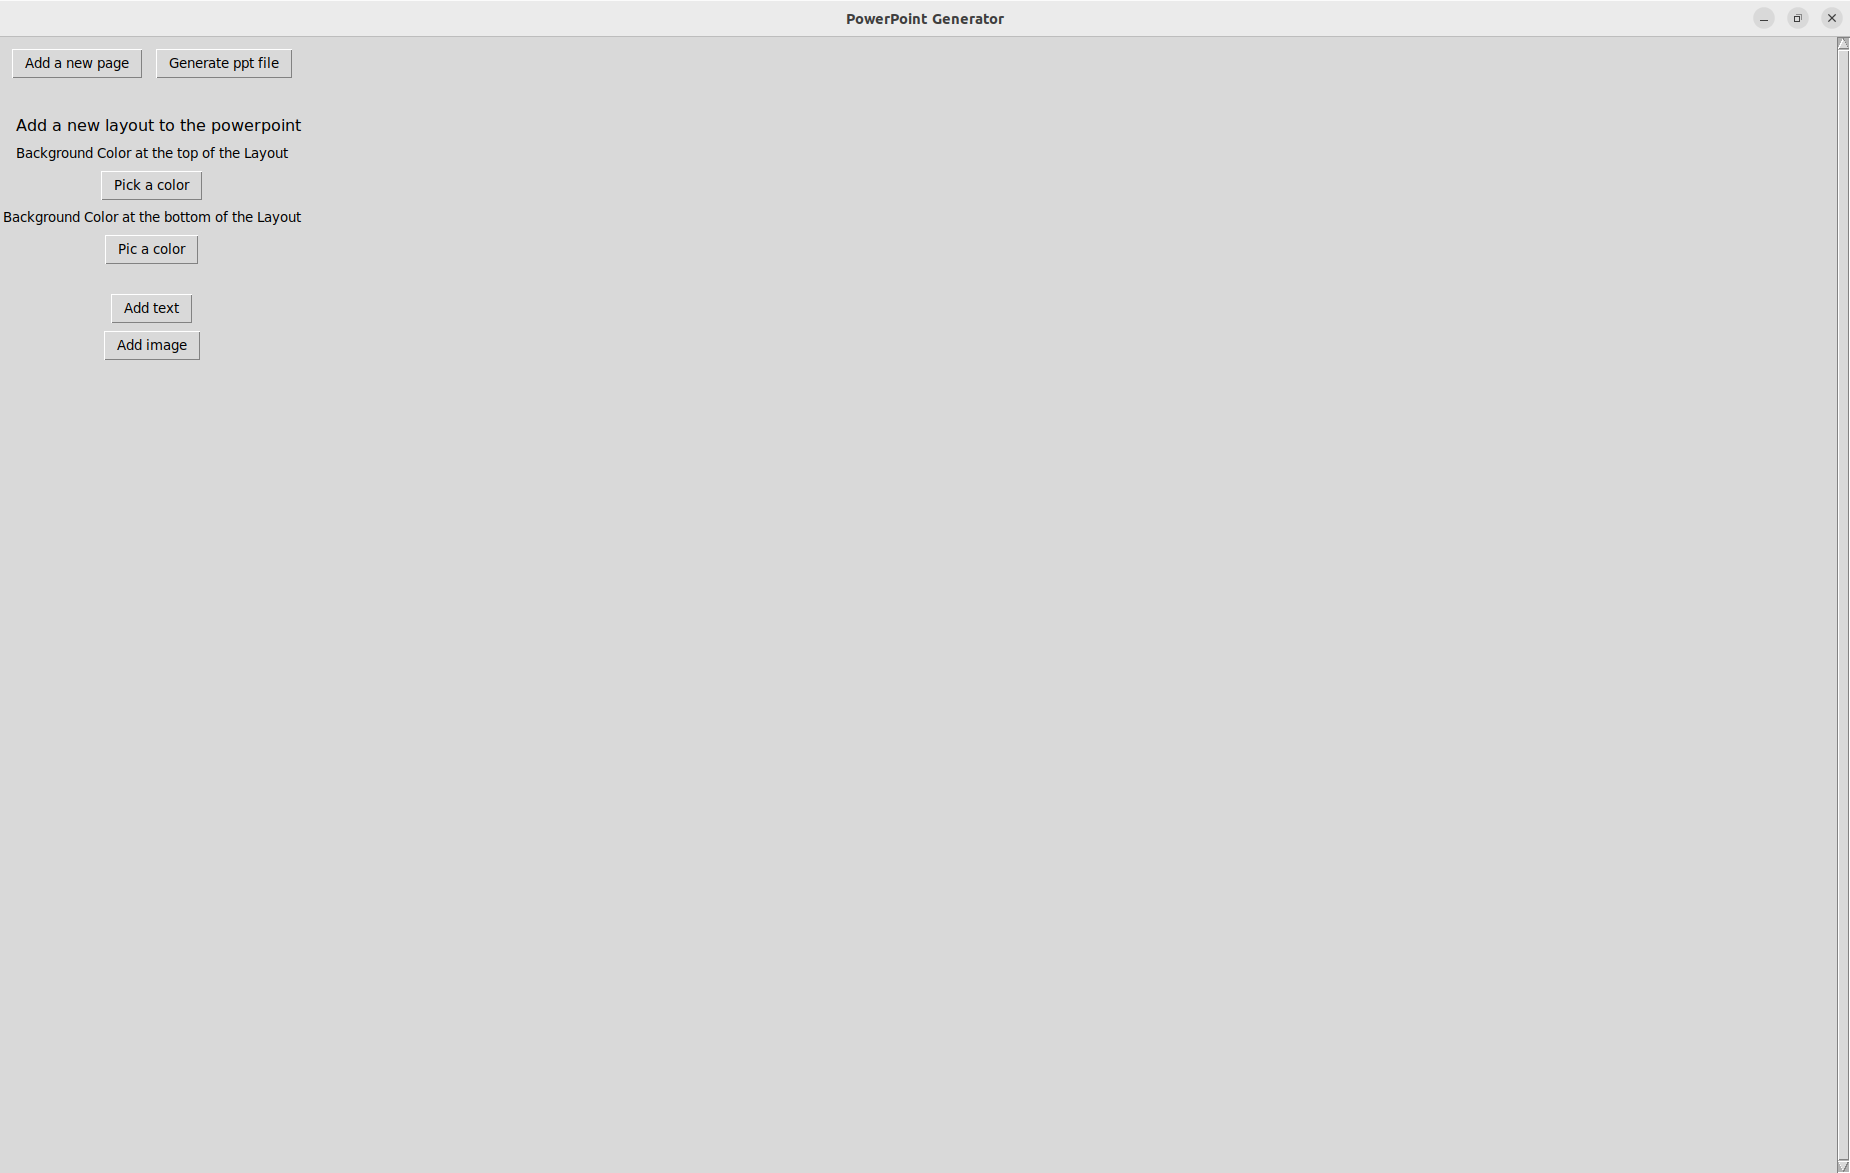 PowerPoint Generator
Add a new page Generate ppt file
Add a new layout to the powerpoint
Background Color at the top of the Layout
Pick a color
Background Color at the bottom of the Layout
Pic a color
Add text
Add image